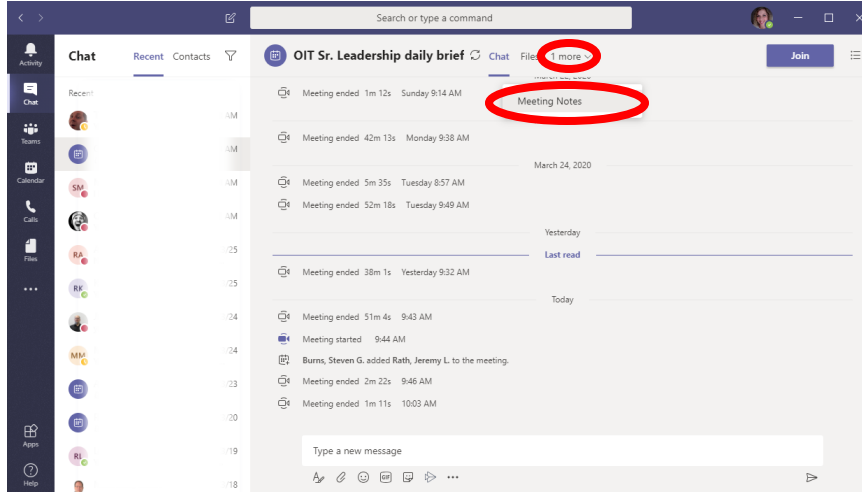 Search or type a command
Activity
Chat
Teams
Calendar
Calls
Files
Apps
Help
Chat Recent Contacts
Recent
AM
AM
SM AM
AM
RA /25
RK /25
/24
MM /24
/23
/20
RL /19
/18
OIT Sr. Leadership daily brief Chat Files 1 more Join
Meeting Notes
Meeting ended 1m 12s Sunday 9:14 AM
Meeting ended 42m 13s Monday 9:38 AM
March 24, 2020
Meeting ended 5m 35s Tuesday 8:57 AM
Meeting ended 52m 18s Tuesday 9:49 AM
Yesterday
Last read
Meeting ended 38m 1s Yesterday 9:32 AM
Today
Meeting ended 51m 4s 9:43 AM
Meeting started 9:44 AM
Burns, Steven G. added Rath, Jeremy L. to the meeting.
Meeting ended 2m 22s 9:46 AM
Meeting ended 1m 11s 10:03 AM
Type a new message
GIF